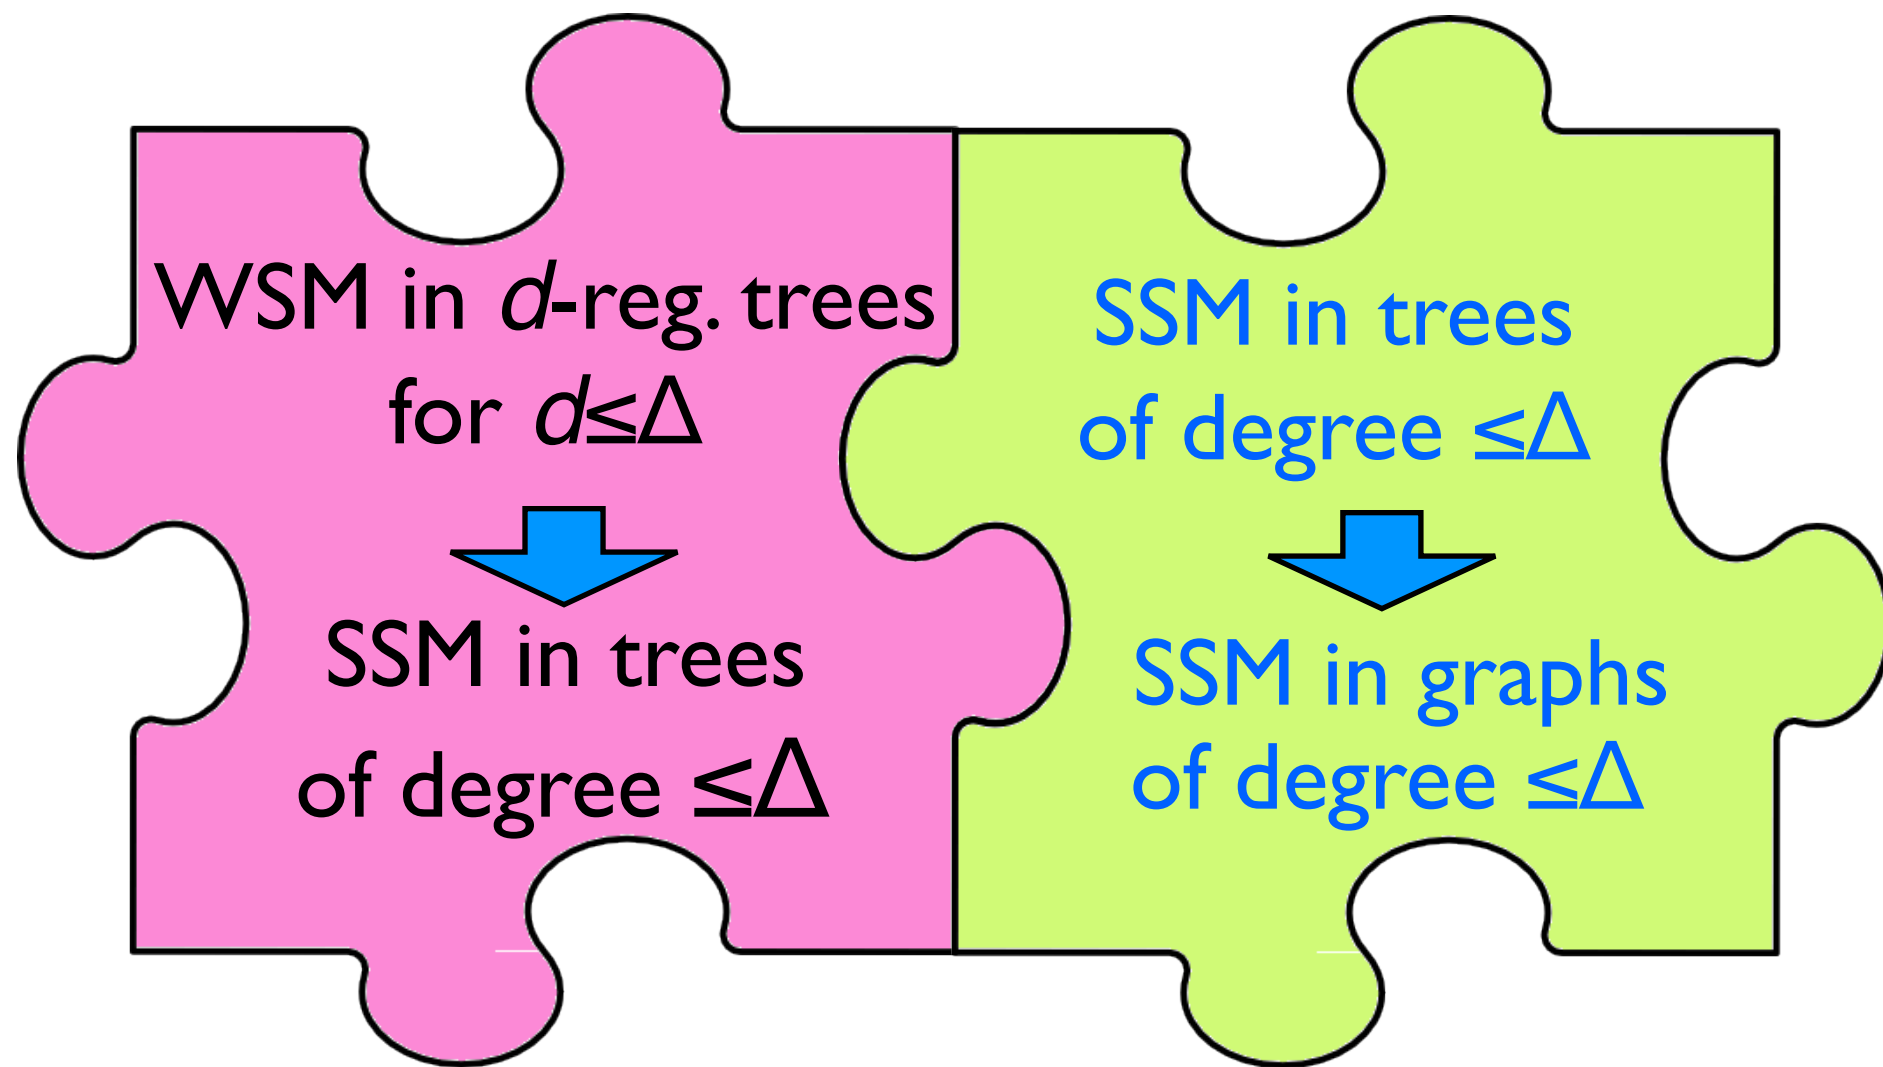 WSM in d-reg. trees
for d≤Δ
SSM in trees
of degree ≤Δ
SSM in trees
of degree ≤Δ
SSM in graphs
of degree ≤Δ